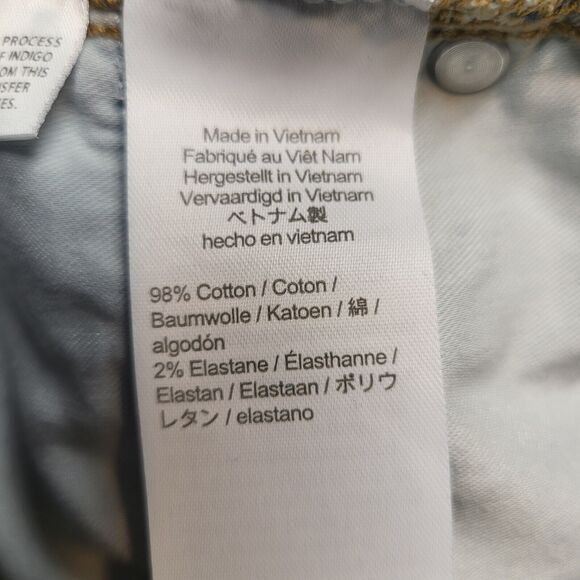 PROCESS
F INDIGO
OM THIS
SFER
ES.
Made in Vietnam
Fabriqué au Viêt Nam
Hergestellt in Vietnam
Vervaardigd in Vietnam
ベトナム製
hecho en vietnam
98% Cotton / Coton /
Baumwolle / Katoen / 綿 /
algodón
2% Elastane / Élasthanne /
Elastan / Elastaan / ポリウ
レタン / elastano